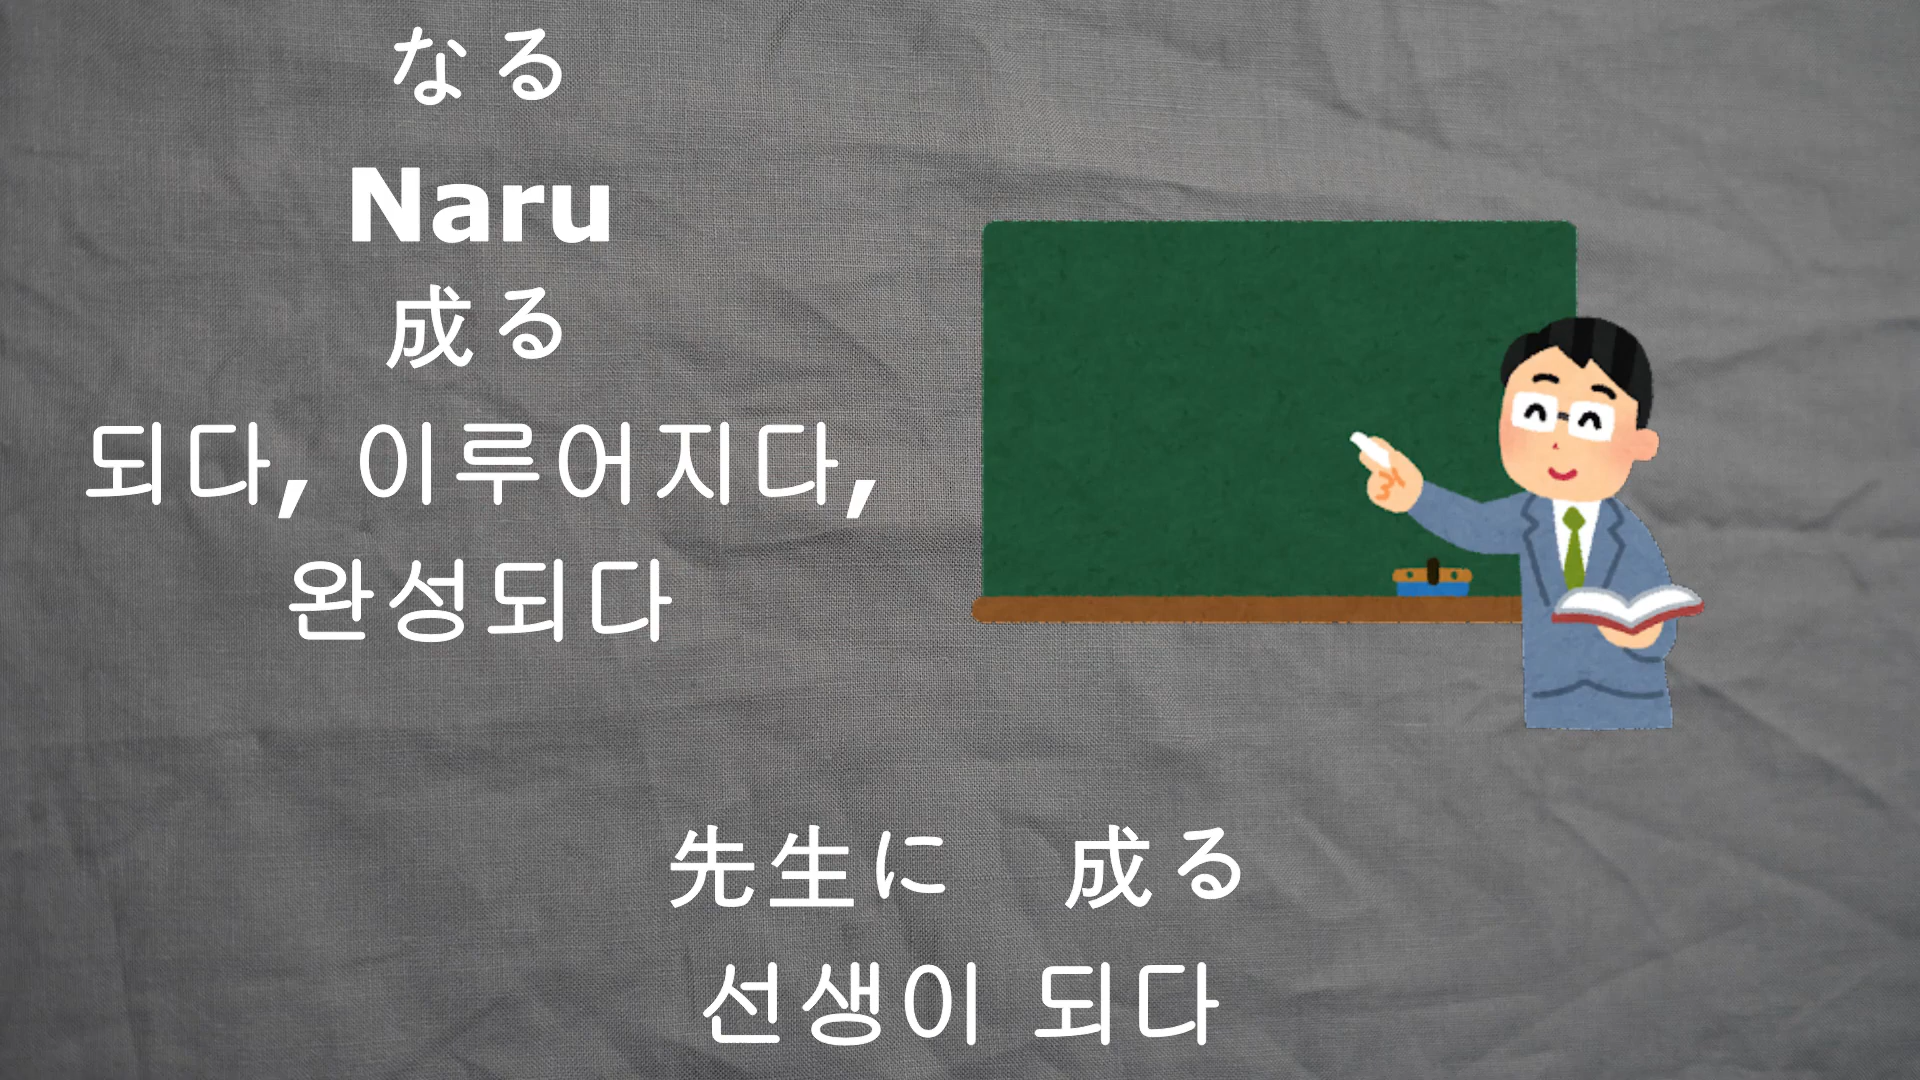 なる
Naru
成る
되다, 이루어지다,
완성되다
先生に　成る
선생이 되다